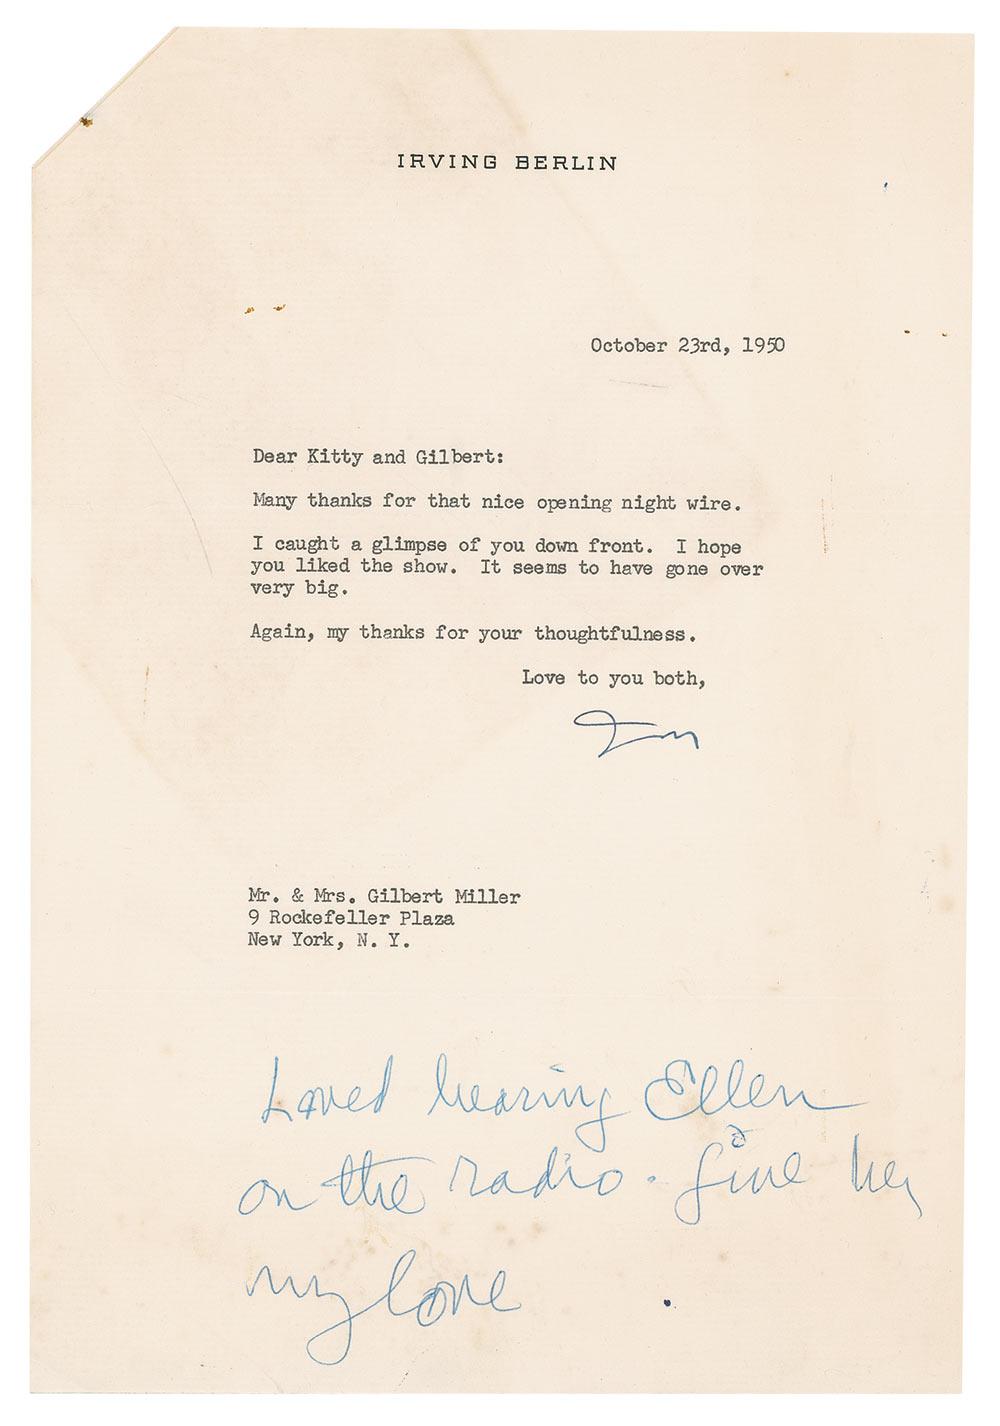 IRVING BERLIN
October 23rd, 1950
Dear Kitty and Gilbert:
Many thanks for that nice opening night wire.
I caught a glimpse of you down front. I hope
you liked the show. It seems to have gone over
very big.
Again, my thanks for your thoughtfulness.
Love to you both,
Mr. & Mrs. Gilbert Miller
9 Rockefeller Plaza
New York, N. Y.
Loved hearing Ellen
on the radio. Give her
my love